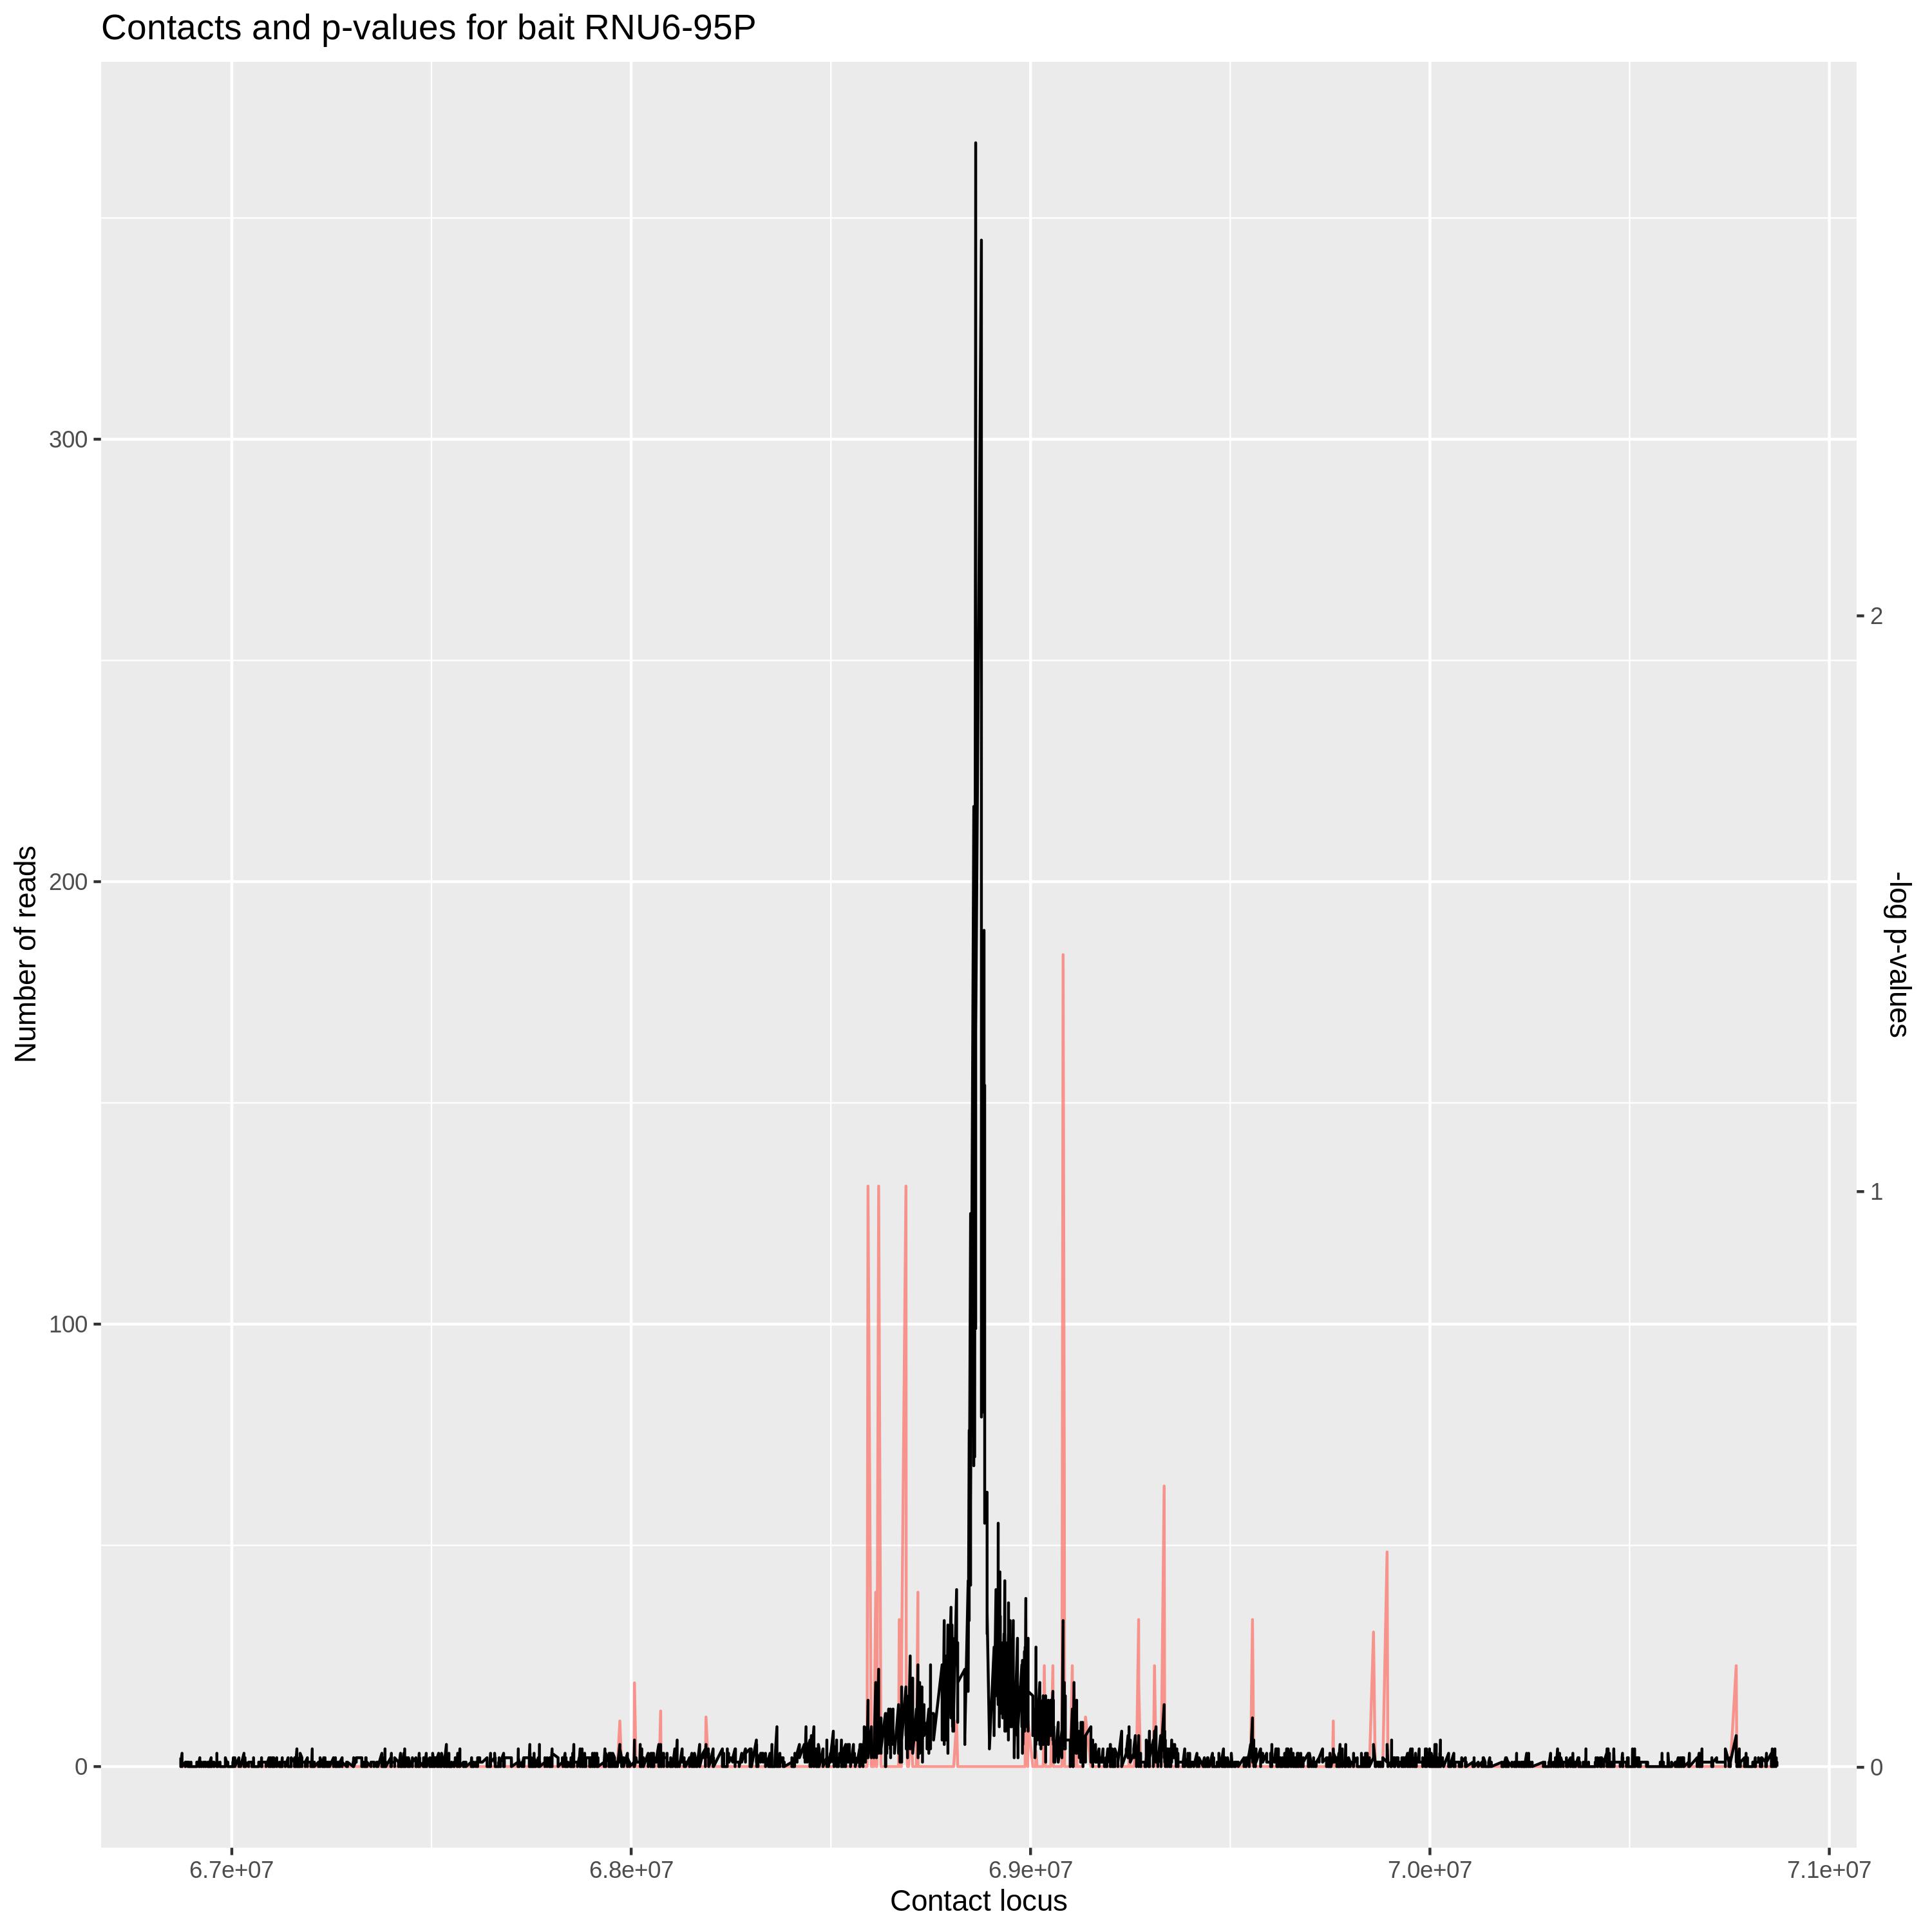 Contacts and p-values for bait RNU6-95P
300
200
100
0
Number of reads
2
1
0
-log p-values
6.7e+07
6.8e+07
6.9e+07
7.0e+07
7.1e+07
Contact locus